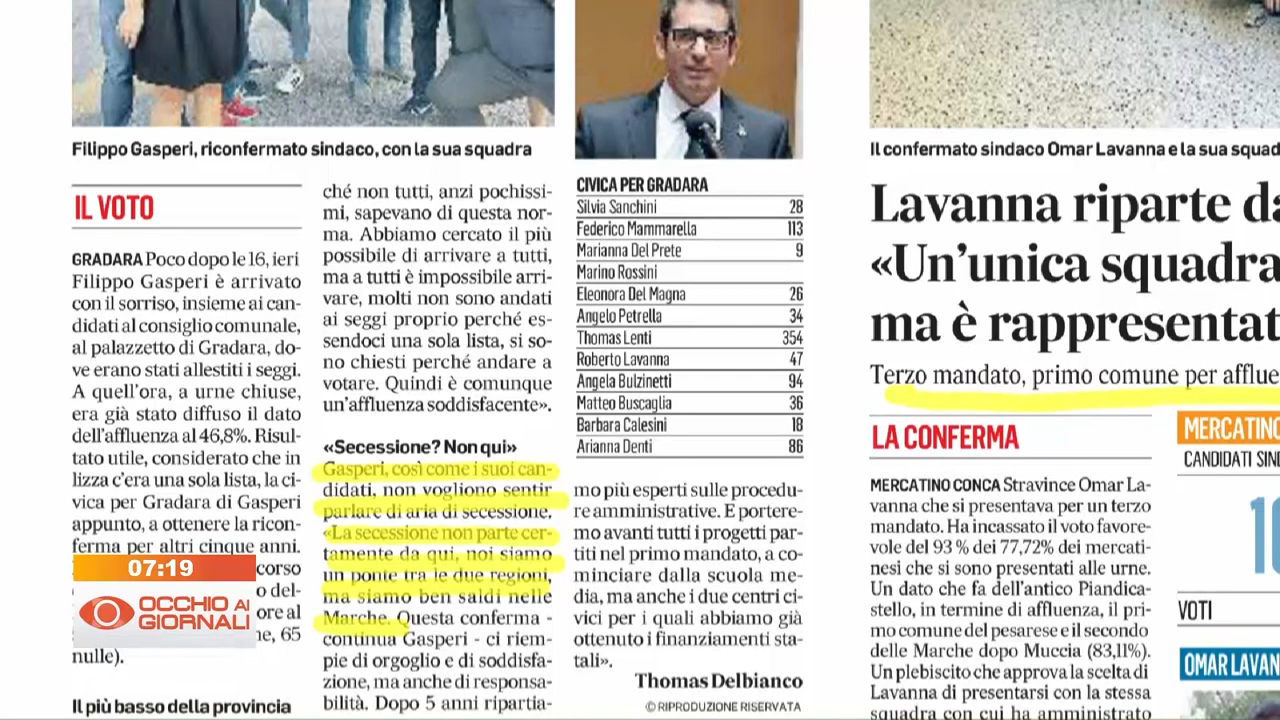 Filippo Gasperi, riconfermato sindaco, con la sua squadra
IL VOTO
GRADARA Poco dopo le 16, ieri
Filippo Gasperi è arrivato
con il sorriso, insieme ai can-
didati al consiglio comunale,
al palazzetto di Gradara, do-
ve erano stati allestiti i seggi.
A quell'ora, a urne chiuse,
era già stato diffuso il dato
dell'affluenza al 46,8%. Risul-
tato utile, considerato che in
lizza c'era una sola lista, la ci-
vica per Gradara di Gasperi
appunto, a ottenere la ricon-
ferma per altri cinque anni.
corso
o del-
ore al
ne, 65
nulle).
Il più basso della provincia
07:19
OCCHIO AI
GIORNALI
ché non tutti, anzi pochissi-
mi, sapevano di questa nor-
ma. Abbiamo cercato il più
possibile di arrivare a tutti,
ma a tutti è impossibile arri-
vare, molti non sono andati
ai seggi proprio perché es-
sendoci una sola lista, si so-
no chiesti perché andare a
votare. Quindi è comunque
un'affluenza soddisfacente».
«Secessione? Non qui»
Gasperi, così come i suoi can-
didati, non vogliono sentir
parlare di aria di secessione.
«La secessione non parte cer-
tamente da qui, noi siamo
un ponte tra le due regioni,
ma siamo ben saldi nelle
Marche. Questa conferma -
continua Gasperi - ci riem-
pie di orgoglio e di soddisfa-
zione, ma anche di responsa-
bilità. Dopo 5 anni ripartia-
CIVICA PER GRADARA
Silvia Sanchini 28
Federico Mammarella 113
Marianna Del Prete 9
Marino Rossini
Eleonora Del Magna 26
Angelo Petrella 34
Thomas Lenti 354
Roberto Lavanna 47
Angela Bulzinetti 94
Matteo Buscaglia 36
Barbara Calesini 18
Arianna Denti 86
mo più esperti sulle procedu-
re amministrative. E portere-
mo avanti tutti i progetti par-
titi nel primo mandato, a co-
minciare dalla scuola me-
dia, ma anche i due centri ci-
vici per i quali abbiamo già
ottenuto i finanziamenti sta-
tali».
Thomas Delbianco
© RIPRODUZIONE RISERVATA
Il confermato sindaco Omar Lavanna e la sua squad
Lavanna riparte da
«Un'unica squadra
ma è rappresentat
Terzo mandato, primo comune per afflue
LA CONFERMA
MERCATINO CONCA Stravince Omar La-
vanna che si presentava per un terzo
mandato. Ha incassato il voto favore-
vole del 93 % dei 77,72% dei mercati-
nesi che si sono presentati alle urne.
Un dato che fa dell'antico Piandica-
stello, in termine di affluenza, il pri-
mo comune del pesarese e il secondo
delle Marche dopo Muccia (83,11%).
Un plebiscito che approva la scelta di
Lavanna di presentarsi con la stessa
squadra con cui ha amministrato
MERCATINO
CANDIDATI SIND
VOTI
OMAR LAVAN